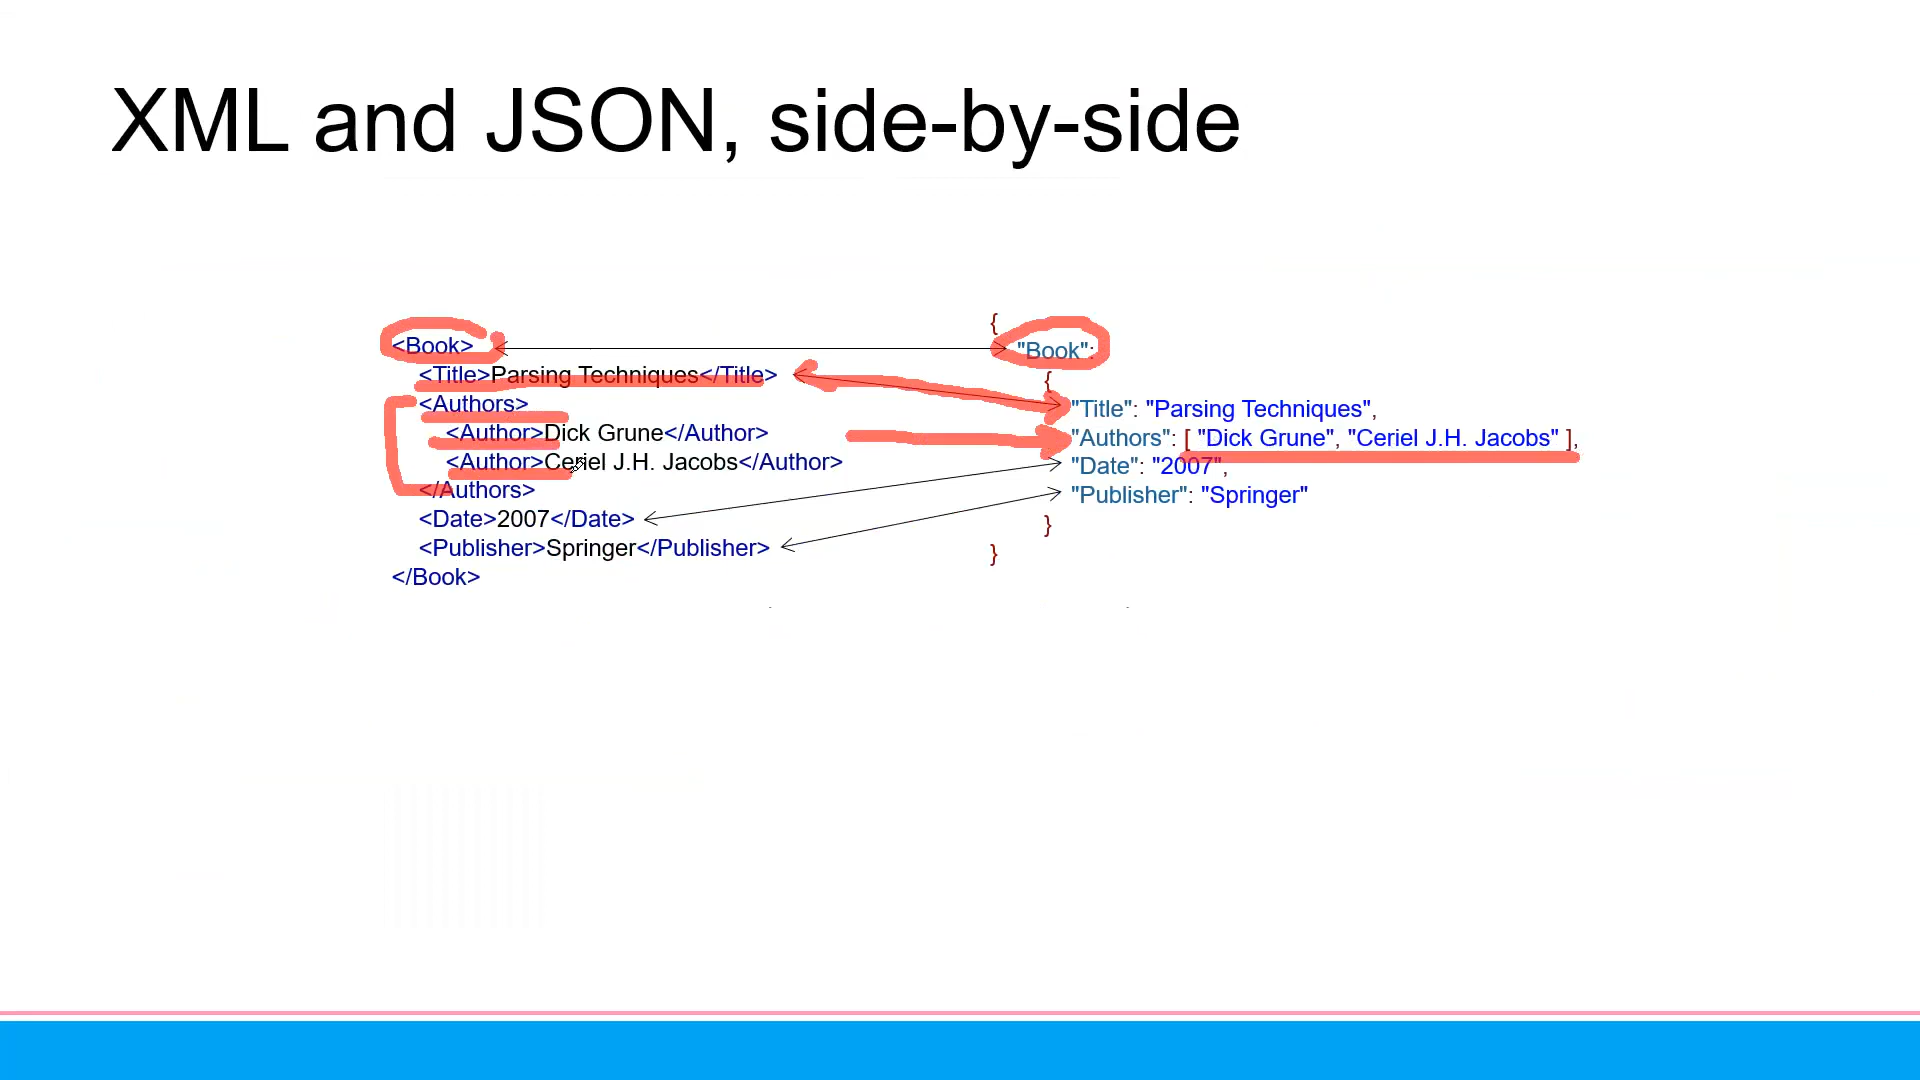 XML and JSON, side-by-side
<Book>
<Title>Parsing Techniques</Title>
<Authors>
<Author>Dick Grune</Author>
<Author>Ceriel J.H. Jacobs</Author>
</Authors>
<Date>2007</Date>
<Publisher>Springer</Publisher>
</Book>
{
"Book":
{
"Title": "Parsing Techniques",
"Authors": [ "Dick Grune", "Ceriel J.H. Jacobs" ],
"Date": "2007",
"Publisher": "Springer"
}
}